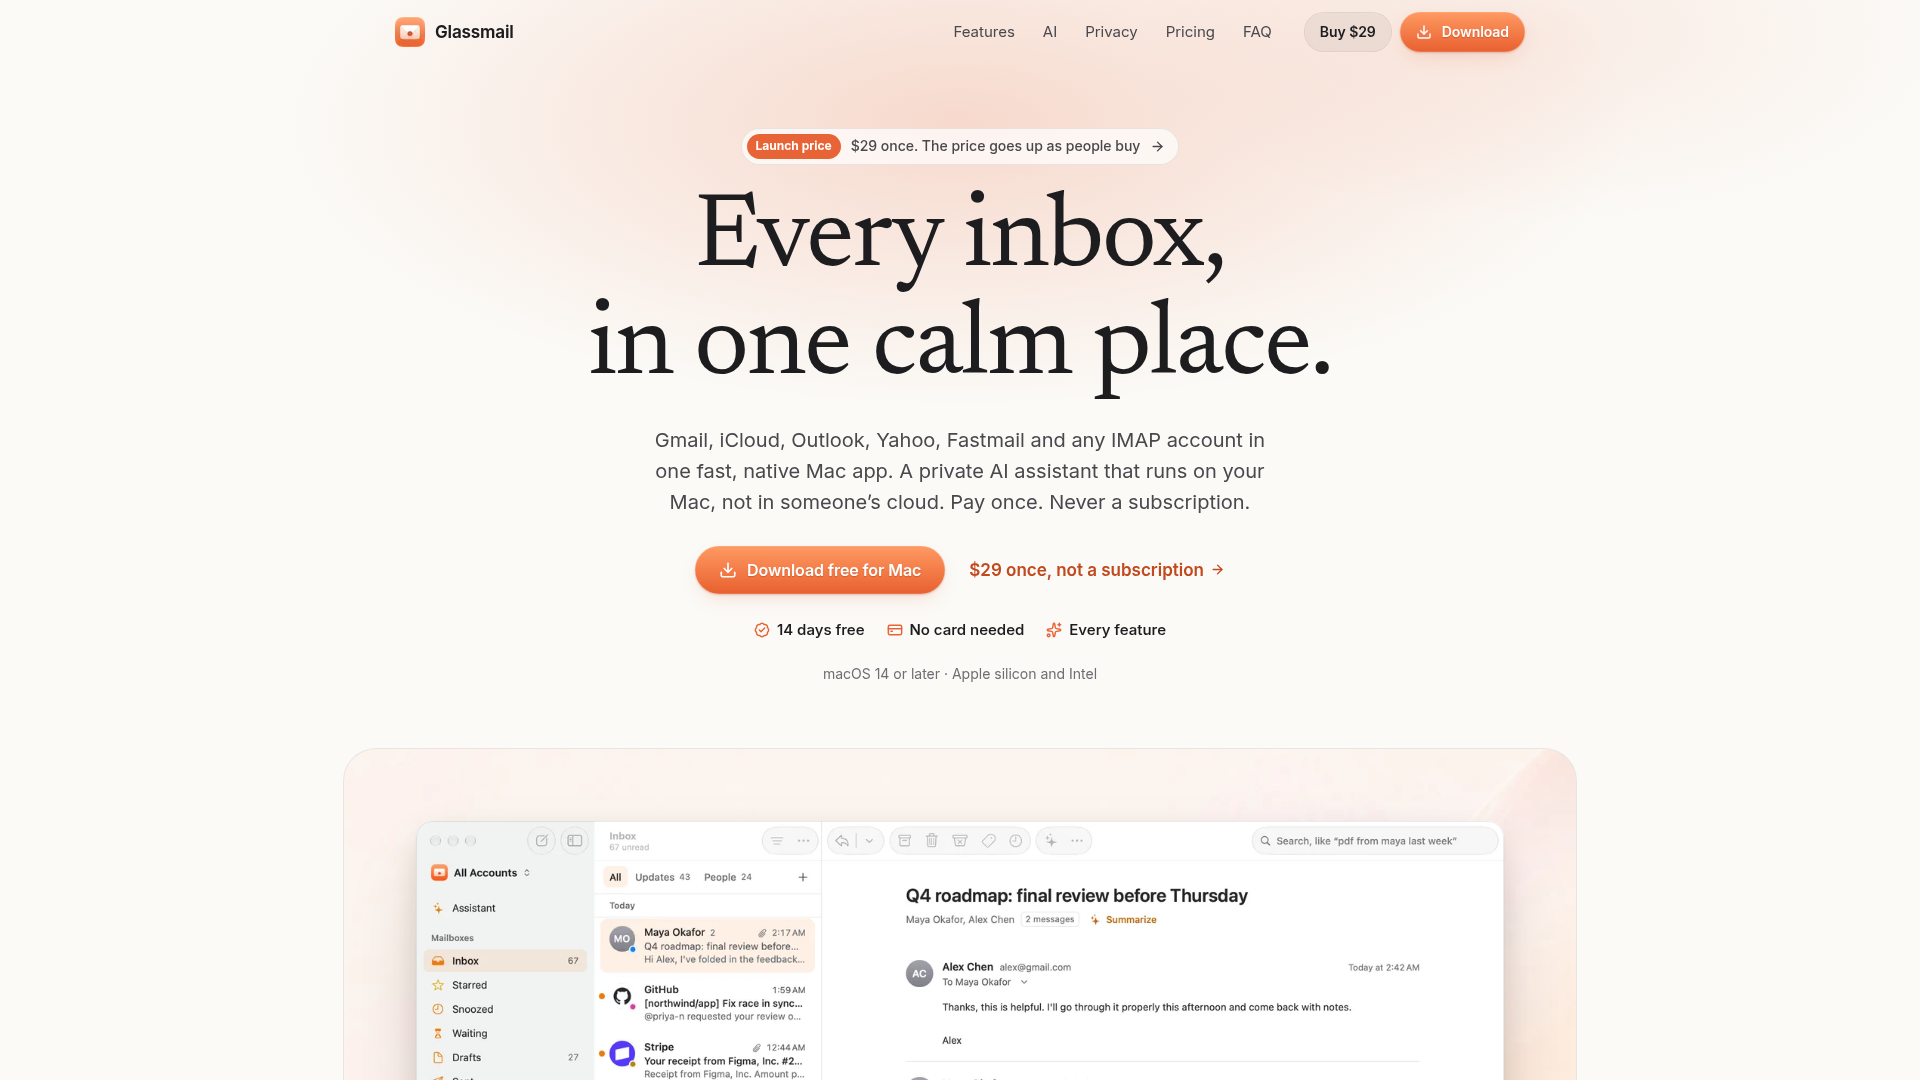 Glassmail
Features
AI
Privacy
Pricing
FAQ
Buy $29
Download
Launch price
$29 once. The price goes up as people buy
Every inbox,
in one calm place.
Gmail, iCloud, Outlook, Yahoo, Fastmail and any IMAP account in
one fast, native Mac app. A private AI assistant that runs on your
Mac, not in someone’s cloud. Pay once. Never a subscription.
Download free for Mac
$29 once, not a subscription
14 days free
No card needed
Every feature
macOS 14 or later · Apple silicon and Intel
All Accounts
Assistant
Mailboxes
Inbox 67
Starred
Snoozed
Waiting
Drafts 27
Inbox
67 unread
All
Updates 43
People 24
Today
MO
Maya Okafor 2 2:17 AM
Q4 roadmap: final review before...
Hi Alex, I've folded in the feedback...
GitHub 1:59 AM
[northwind/app] Fix race in sync...
@priya-n requested your review o...
Stripe 12:44 AM
Your receipt from Figma, Inc. #2...
Receipt from Figma, Inc. Amount p...
Search, like “pdf from maya last week”
Q4 roadmap: final review before Thursday
Maya Okafor, Alex Chen 2 messages Summarize
AC
Alex Chen alex@gmail.com Today at 2:42 AM
To Maya Okafor
Thanks, this is helpful. I'll go through it properly this afternoon and come back with notes.
Alex